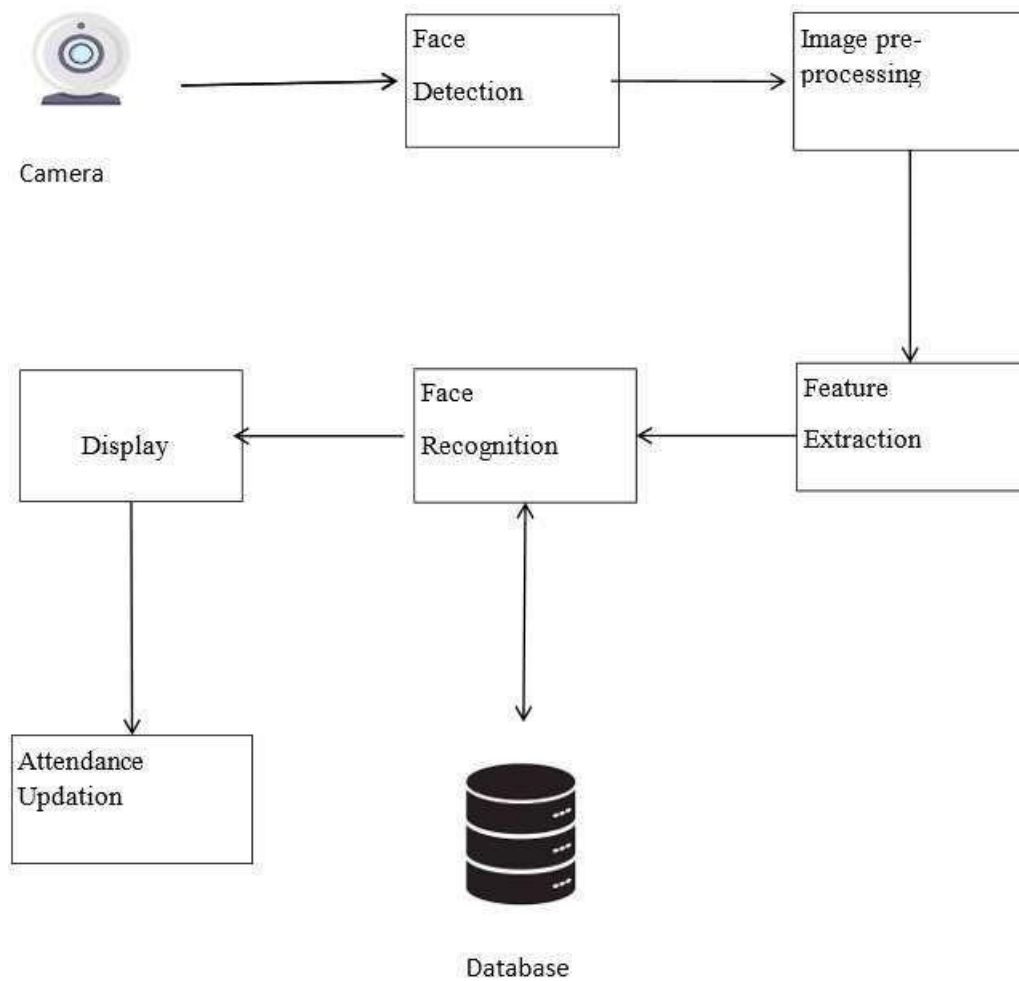 Camera
Face
Detection
Image pre-
processing
Feature
Extraction
Face
Recognition
Display
Attendance
Updation
Database